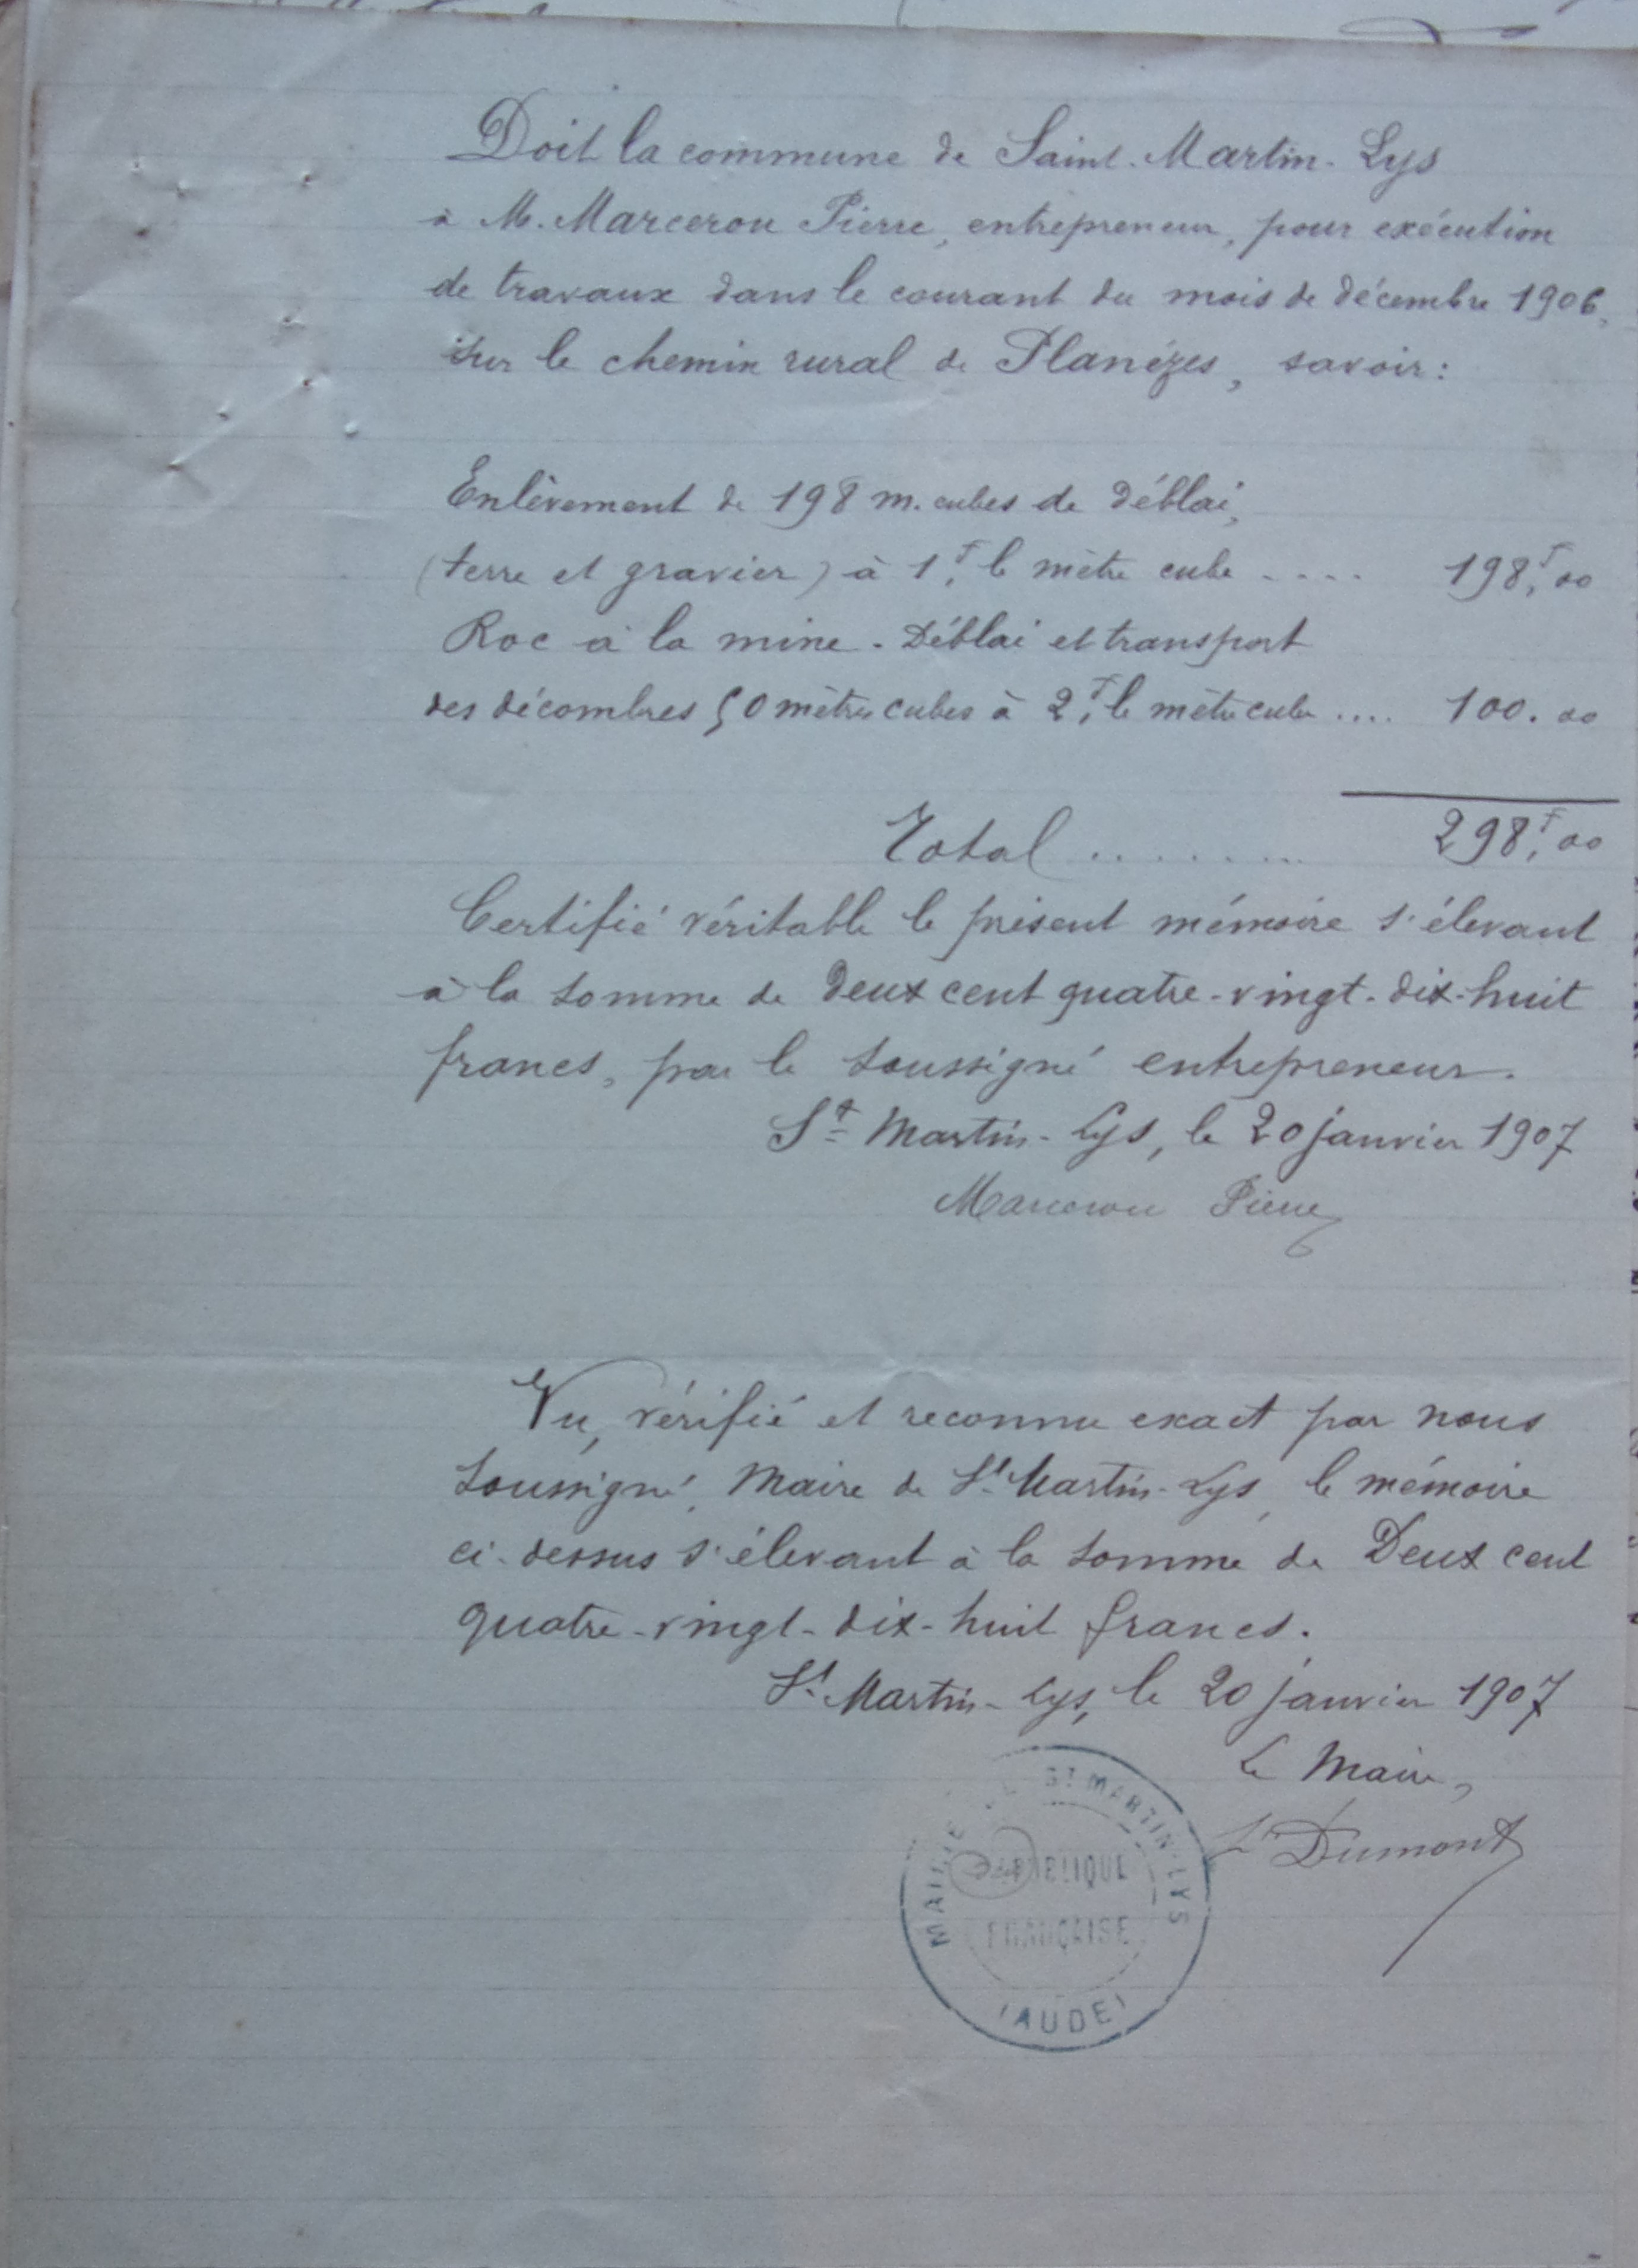 Doit la commune de Saint-Martin-Lys
à M. Marcerou Pierre, entrepreneur, pour exécution
de travaux dans le courant du mois de décembre 1906,
sur le chemin rural de Planèzes, savoir:
Enlèvement de 198 m. cubes de déblai,
(terre et gravier) à 1,f le mètre cube .... 198,f 00
Roc à la mine - Déblai et transport
des décombres 50 mètres cubes à 2,f le mètre cube .... 100. 00
Total ........ 298,f 00
Certifié véritable le présent mémoire s'élevant
à la somme de Deux cent quatre-vingt-dix-huit
francs, par le soussigné entrepreneur.
St Martin-Lys, le 20 janvier 1907
Marcerou Pierre
Vu, vérifié et reconnu exact par nous
soussigné, Maire de St Martin-Lys, le mémoire
ci-dessus s'élevant à la somme de Deux cent
quatre-vingt-dix-huit francs.
St Martin-Lys, le 20 janvier 1907
Le Maire,
Dumont
MAIRIE DE ST MARTIN-LYS
RÉPUBLIQUE
FRANÇAISE
(AUDE)